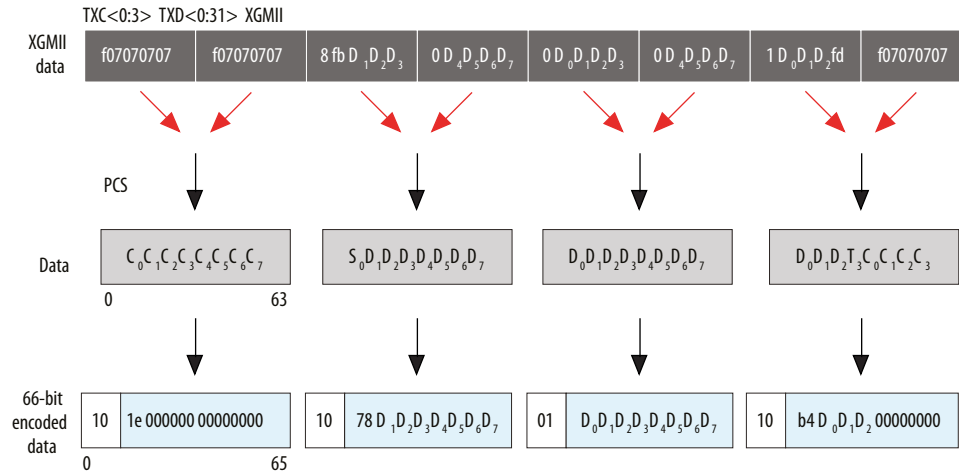 TXC<0:3> TXD<0:31> XGMII
XGMII data
f07070707 f07070707 8 fb D₁D₂D₃ 0 D₄D₅D₆D₇ 0 D₀D₁D₂D₃ 0 D₄D₅D₆D₇ 1 D₀D₁D₂fd f07070707
PCS
Data
C₀C₁C₂C₃C₄C₅C₆C₇ S₀D₁D₂D₃D₄D₅D₆D₇ D₀D₁D₂D₃D₄D₅D₆D₇ D₀D₁D₂T₃C₀C₁C₂C₃
0 63
66-bit encoded data
10 1e 000000 00000000 10 78 D₁D₂D₃D₄D₅D₆D₇ 01 D₀D₁D₂D₃D₄D₅D₆D₇ 10 b4 D₀D₁D₂ 00000000
0 65